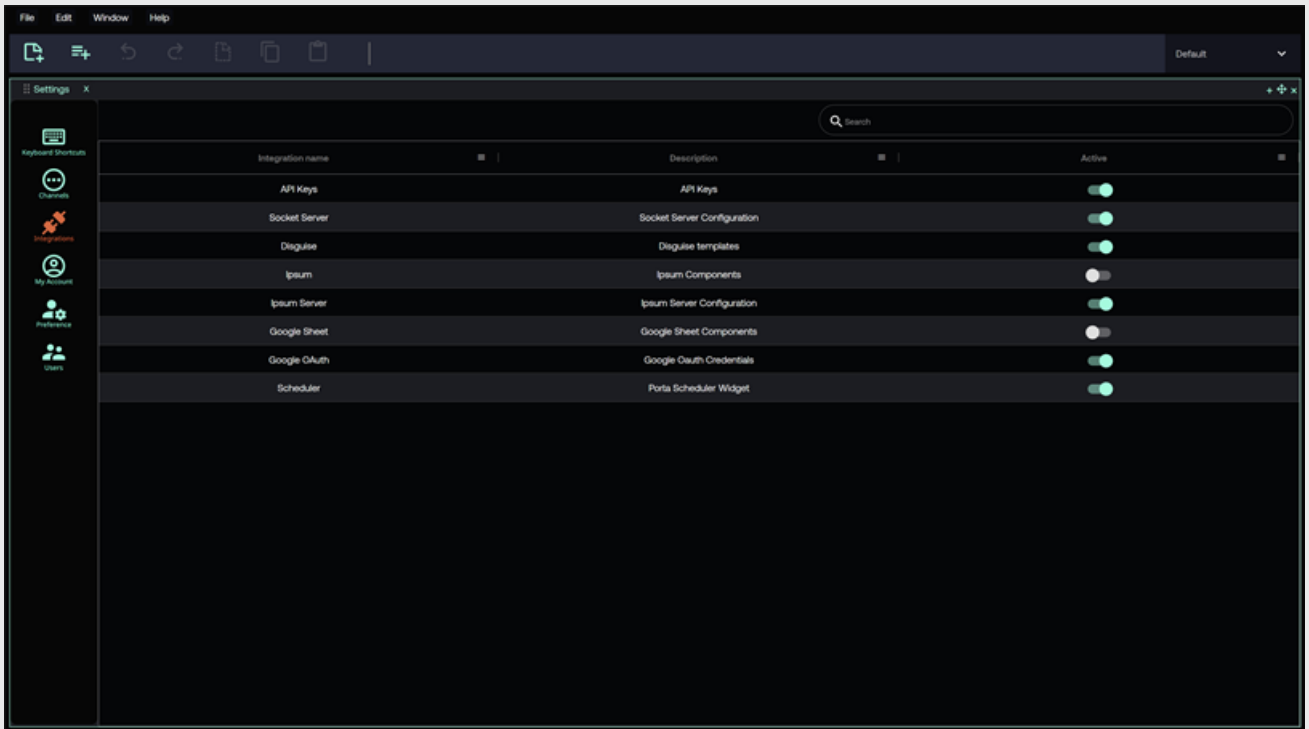 File Edit Window Help
Default
Settings X
Search
Keyboard Shortcuts
Channels
Integrations
My Account
Preference
Users
Integration name Description Active
API Keys API Keys
Socket Server Socket Server Configuration
Disguise Disguise templates
Ipsum Ipsum Components
Ipsum Server Ipsum Server Configuration
Google Sheet Google Sheet Components
Google OAuth Google Oauth Credentials
Scheduler Porta Scheduler Widget